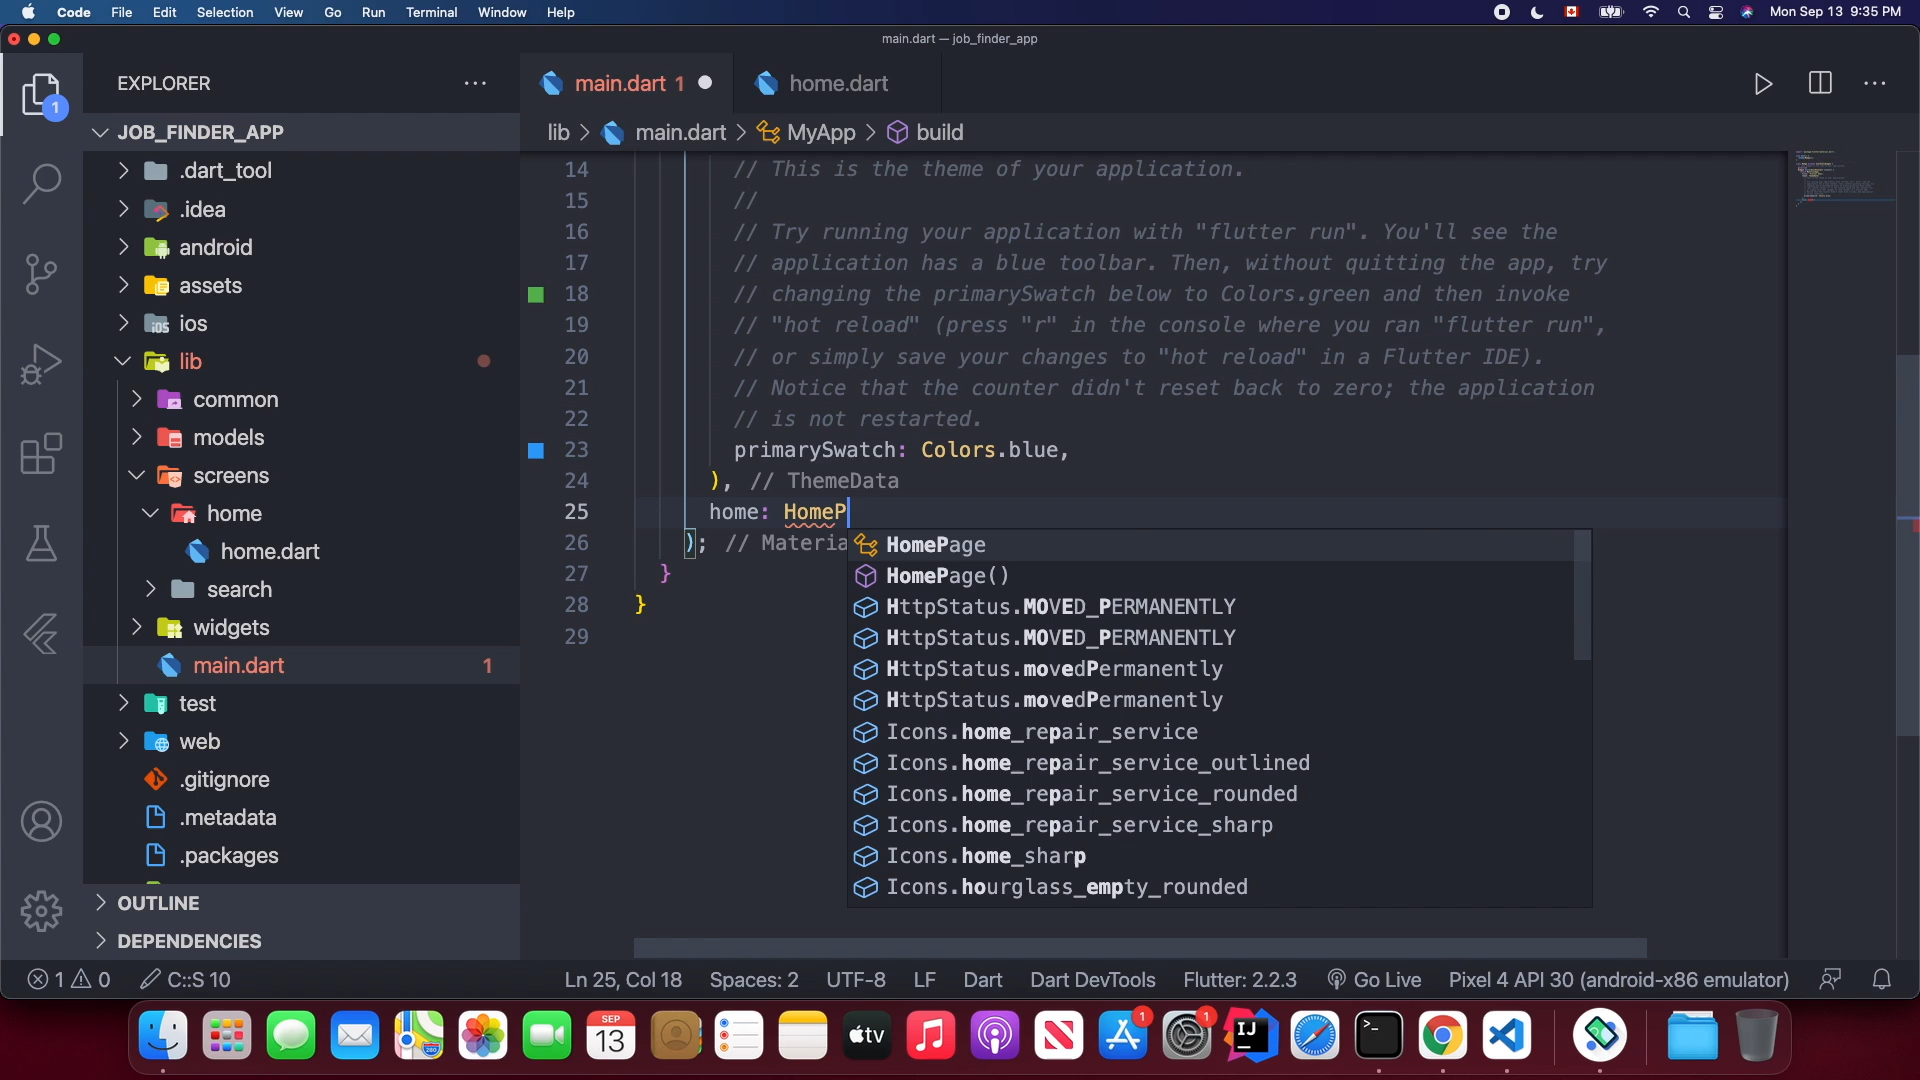 Code File Edit Selection View Go Run Terminal Window Help Mon Sep 13 9:35 PM
main.dart — job_finder_app
EXPLORER
1
main.dart 1
home.dart
JOB_FINDER_APP
lib > main.dart > MyApp > build
.dart_tool
.idea
android
assets
ios
lib
common
models
screens
home
home.dart
search
widgets
main.dart 1
test
web
.gitignore
.metadata
.packages
OUTLINE
DEPENDENCIES
14 // This is the theme of your application.
15 //
16 // Try running your application with "flutter run". You'll see the
17 // application has a blue toolbar. Then, without quitting the app, try
18 // changing the primarySwatch below to Colors.green and then invoke
19 // "hot reload" (press "r" in the console where you ran "flutter run",
20 // or simply save your changes to "hot reload" in a Flutter IDE).
21 // Notice that the counter didn't reset back to zero; the application
22 // is not restarted.
23 primarySwatch: Colors.blue,
24 ), // ThemeData
25 home: HomeP
26 ); // Materia
27 }
28 }
29
HomePage
HomePage()
HttpStatus.MOVED_PERMANENTLY
HttpStatus.MOVED_PERMANENTLY
HttpStatus.movedPermanently
HttpStatus.movedPermanently
Icons.home_repair_service
Icons.home_repair_service_outlined
Icons.home_repair_service_rounded
Icons.home_repair_service_sharp
Icons.home_sharp
Icons.hourglass_empty_rounded
1 0 C::S 10 Ln 25, Col 18 Spaces: 2 UTF-8 LF Dart Dart DevTools Flutter: 2.2.3 Go Live Pixel 4 API 30 (android-x86 emulator)
SEP
13
tv
1
1
IJ
>_